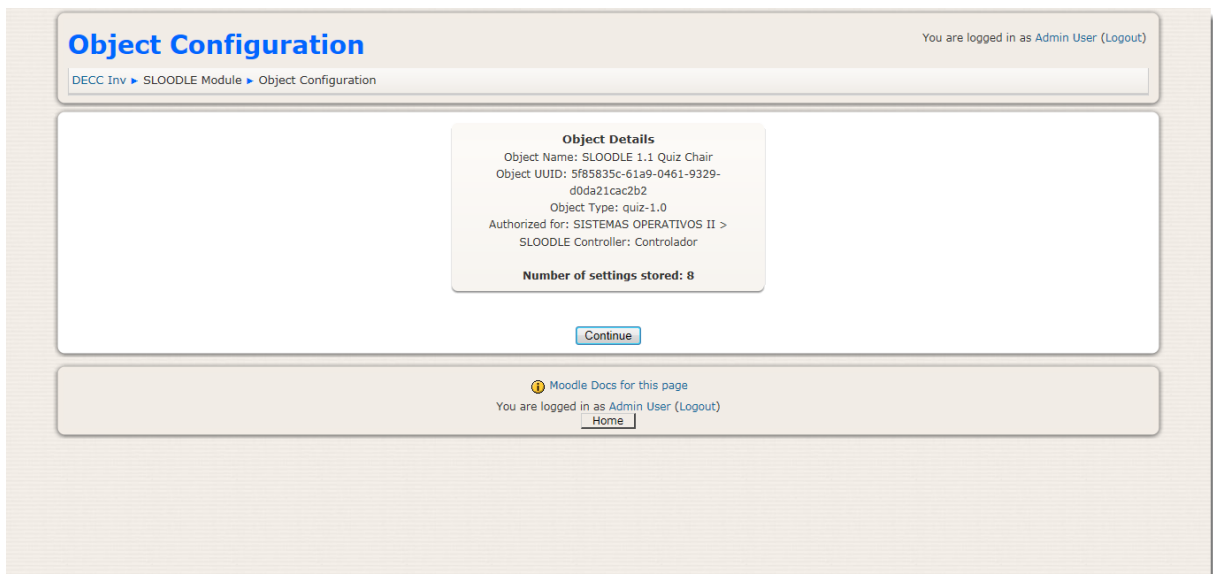 Object Configuration
You are logged in as Admin User (Logout)
DECC Inv ► SLOODLE Module ► Object Configuration
Object Details
Object Name: SLOODLE 1.1 Quiz Chair
Object UUID: 5f85835c-61a9-0461-9329-
d0da21cac2b2
Object Type: quiz-1.0
Authorized for: SISTEMAS OPERATIVOS II >
SLOODLE Controller: Controlador
Number of settings stored: 8
Continue
Moodle Docs for this page
You are logged in as Admin User (Logout)
Home